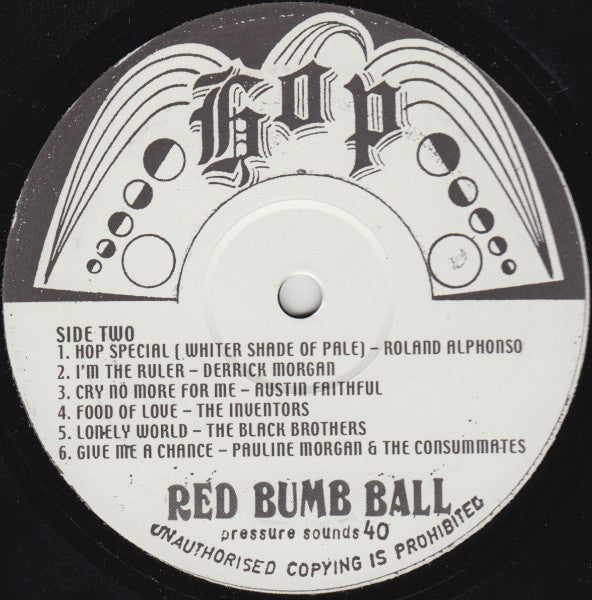 Hop
SIDE TWO
1. HOP SPECIAL ( WHITER SHADE OF PALE) – ROLAND ALPHONSO
2. I'M THE RULER – DERRICK MORGAN
3. CRY NO MORE FOR ME – AUSTIN FAITHFUL
4. FOOD OF LOVE – THE INVENTORS
5. LONELY WORLD – THE BLACK BROTHERS
6. GIVE ME A CHANCE – PAULINE MORGAN & THE CONSUMMATES
RED BUMB BALL
pressure sounds 40
UNAUTHORISED COPYING IS PROHIBITED